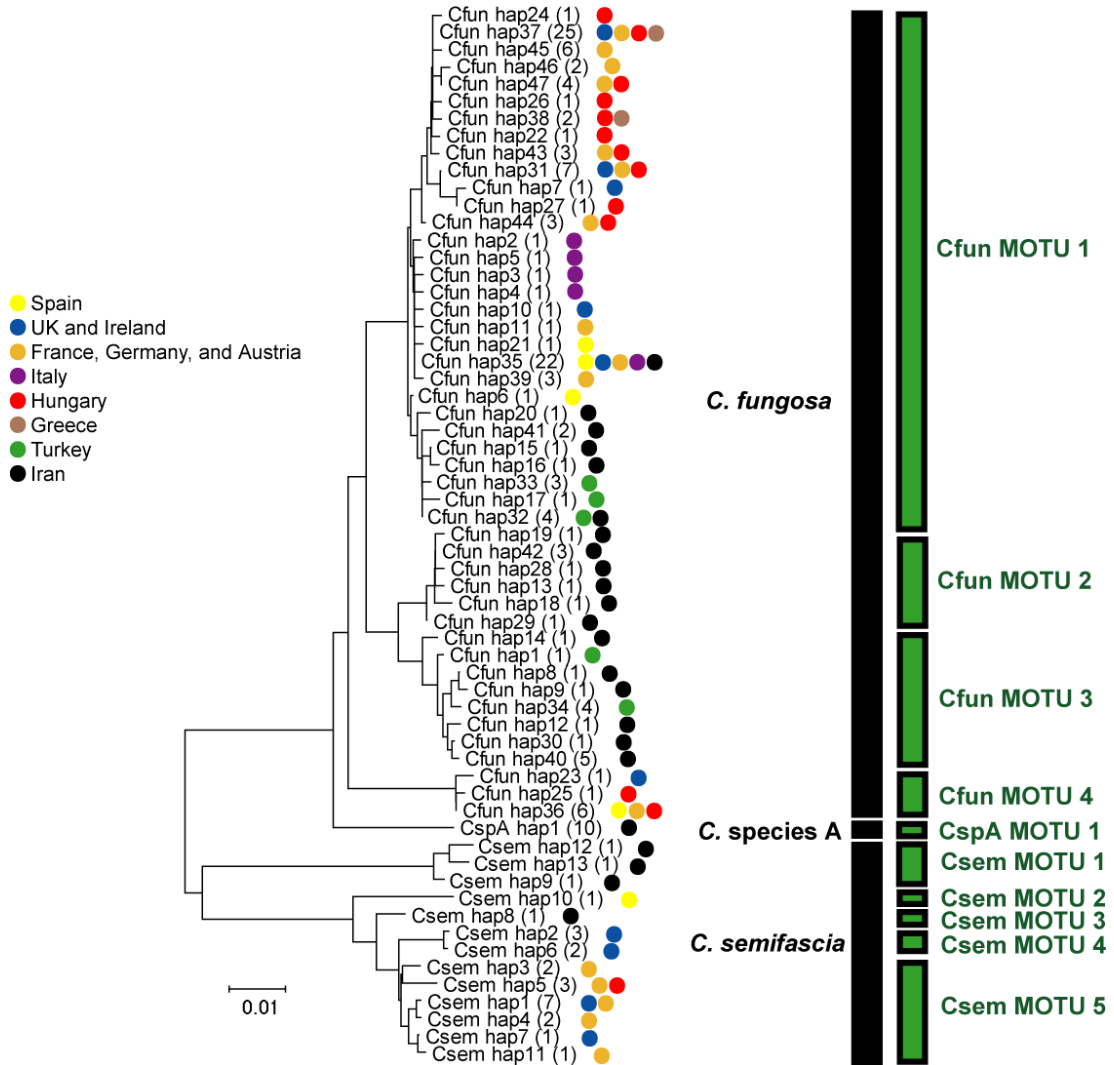 Cfun hap24 (1)
Cfun hap37 (25)
Cfun hap45 (6)
Cfun hap46 (2)
Cfun hap47 (4)
Cfun hap26 (1)
Cfun hap38 (2)
Cfun hap22 (1)
Cfun hap43 (3)
Cfun hap31 (7)
Cfun hap7 (1)
Cfun hap27 (1)
Cfun hap44 (3)
Cfun hap2 (1)
Cfun hap5 (1)
Cfun hap3 (1)
Cfun hap4 (1)
Cfun hap10 (1)
Cfun hap11 (1)
Cfun hap21 (1)
Cfun hap35 (22)
Cfun hap39 (3)
Cfun hap6 (1)
Cfun hap20 (1)
Cfun hap41 (2)
Cfun hap15 (1)
Cfun hap16 (1)
Cfun hap33 (3)
Cfun hap17 (1)
Cfun hap32 (4)
Cfun hap19 (1)
Cfun hap42 (3)
Cfun hap28 (1)
Cfun hap13 (1)
Cfun hap18 (1)
Cfun hap29 (1)
Cfun hap14 (1)
Cfun hap1 (1)
Cfun hap8 (1)
Cfun hap9 (1)
Cfun hap34 (4)
Cfun hap12 (1)
Cfun hap30 (1)
Cfun hap40 (5)
Cfun hap23 (1)
Cfun hap25 (1)
Cfun hap36 (6)
CspA hap1 (10)
Csem hap12 (1)
Csem hap13 (1)
Csem hap9 (1)
Csem hap10 (1)
Csem hap8 (1)
Csem hap2 (3)
Csem hap6 (2)
Csem hap3 (2)
Csem hap5 (3)
Csem hap1 (7)
Csem hap4 (2)
Csem hap7 (1)
Csem hap11 (1)
Spain
UK and Ireland
France, Germany, and Austria
Italy
Hungary
Greece
Turkey
Iran
0.01
C. fungosa
C. species A
C. semifascia
Cfun MOTU 1
Cfun MOTU 2
Cfun MOTU 3
Cfun MOTU 4
CspA MOTU 1
Csem MOTU 1
Csem MOTU 2
Csem MOTU 3
Csem MOTU 4
Csem MOTU 5